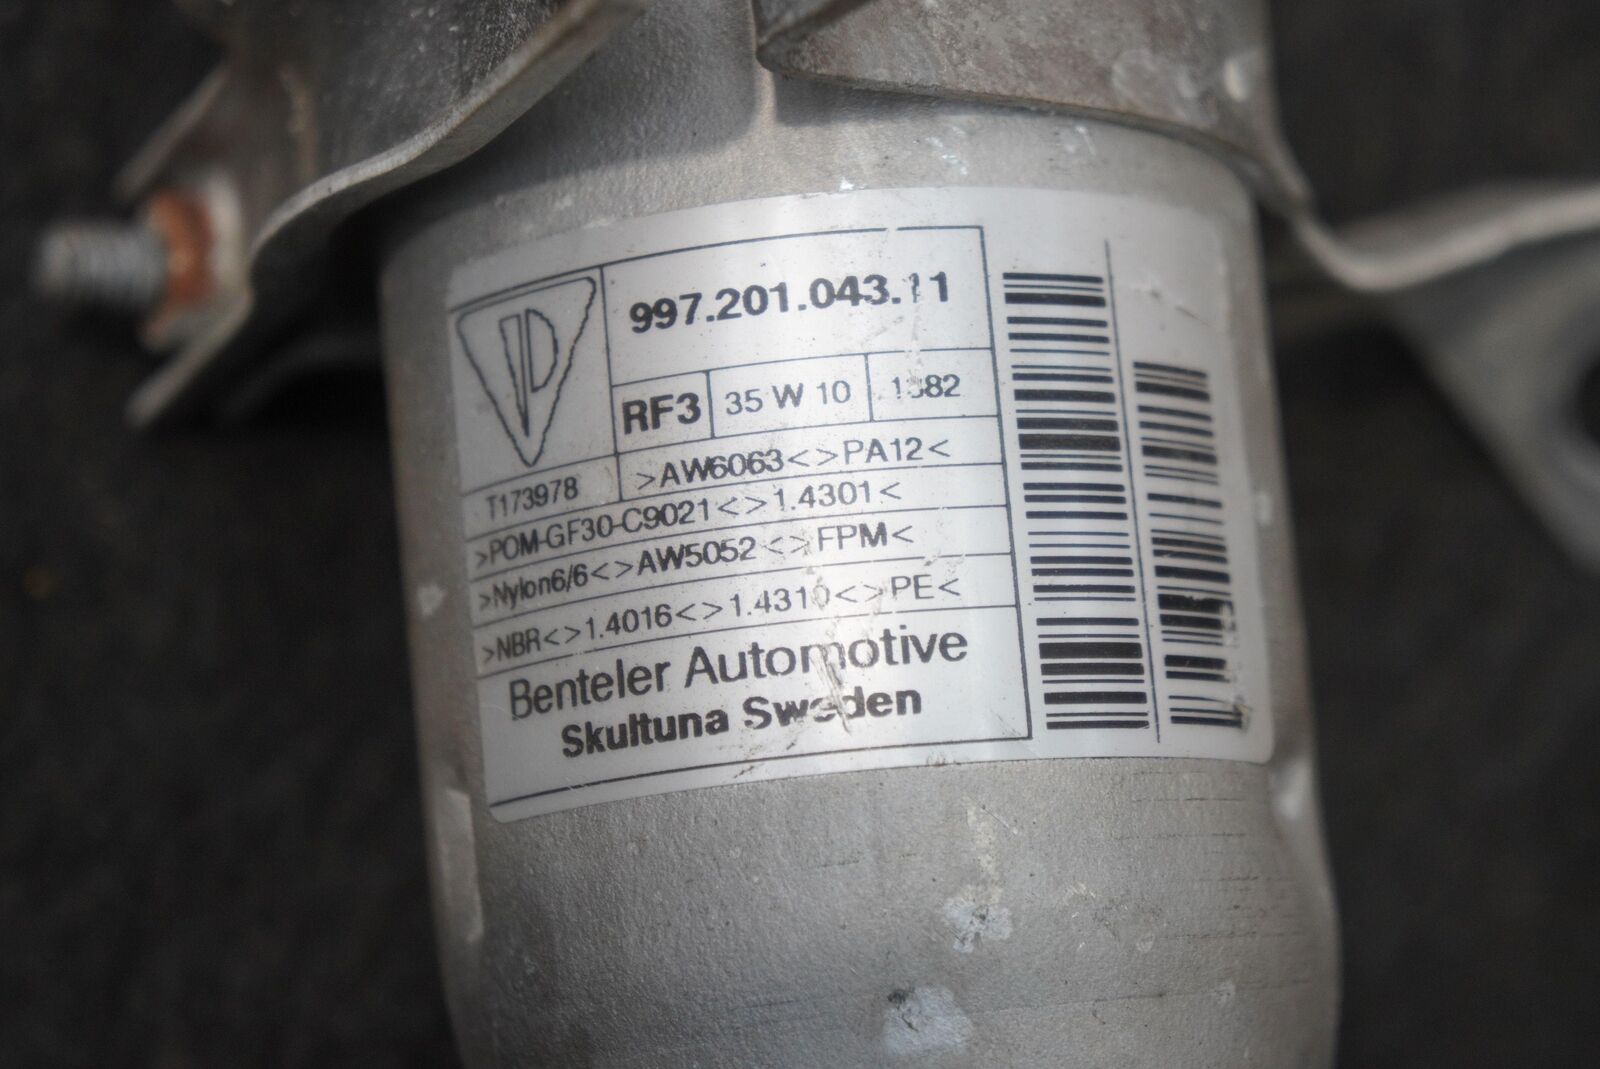 997.201.043.11
RF3 35 W 10
T173978 >AW6063<>PA12<
>POM-GF30-C9021<>1.4301<
>Nylon6/6<>AW5052<>FPM<
>NBR<>1.4016<>1.4310<>PE<
Benteler Automotive
Skultuna Sweden